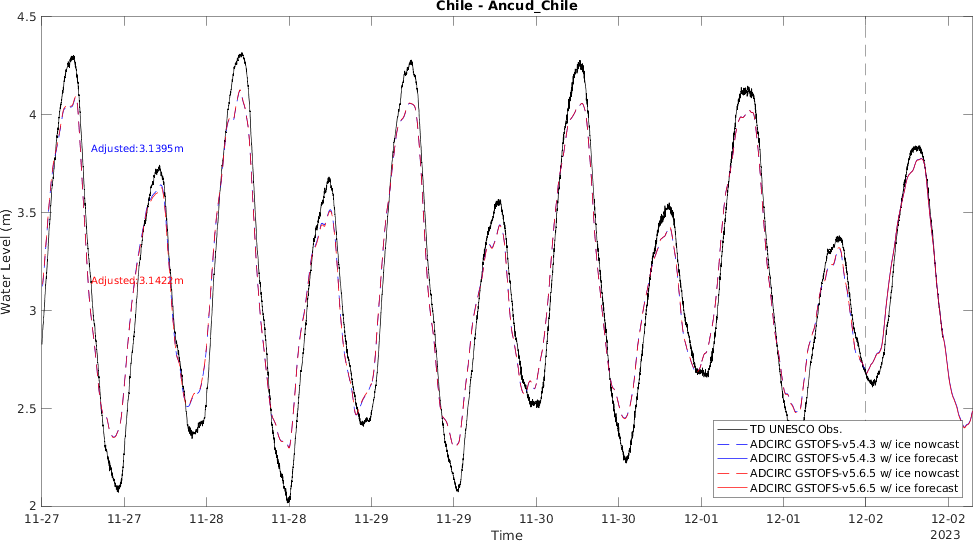 Chile - Ancud_Chile
4.5
4
3.5
3
2.5
2
Water Level (m)
Adjusted:3.1395m
Adjusted:3.1422m
TD UNESCO Obs.
ADCIRC GSTOFS-v5.4.3 w/ ice nowcast
ADCIRC GSTOFS-v5.4.3 w/ ice forecast
ADCIRC GSTOFS-v5.6.5 w/ ice nowcast
ADCIRC GSTOFS-v5.6.5 w/ ice forecast
11-27 11-27 11-28 11-28 11-29 11-29 11-30 11-30 12-01 12-01 12-02 12-02
2023
Time